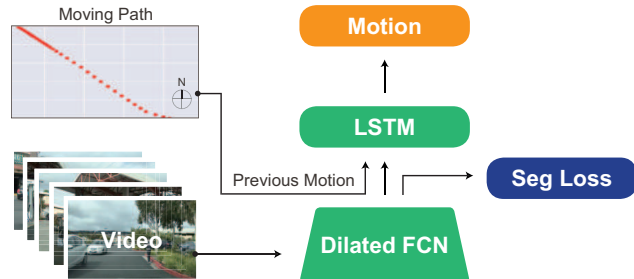 Moving Path
Motion
N
LSTM
Previous Motion
Seg Loss
Video
Dilated FCN